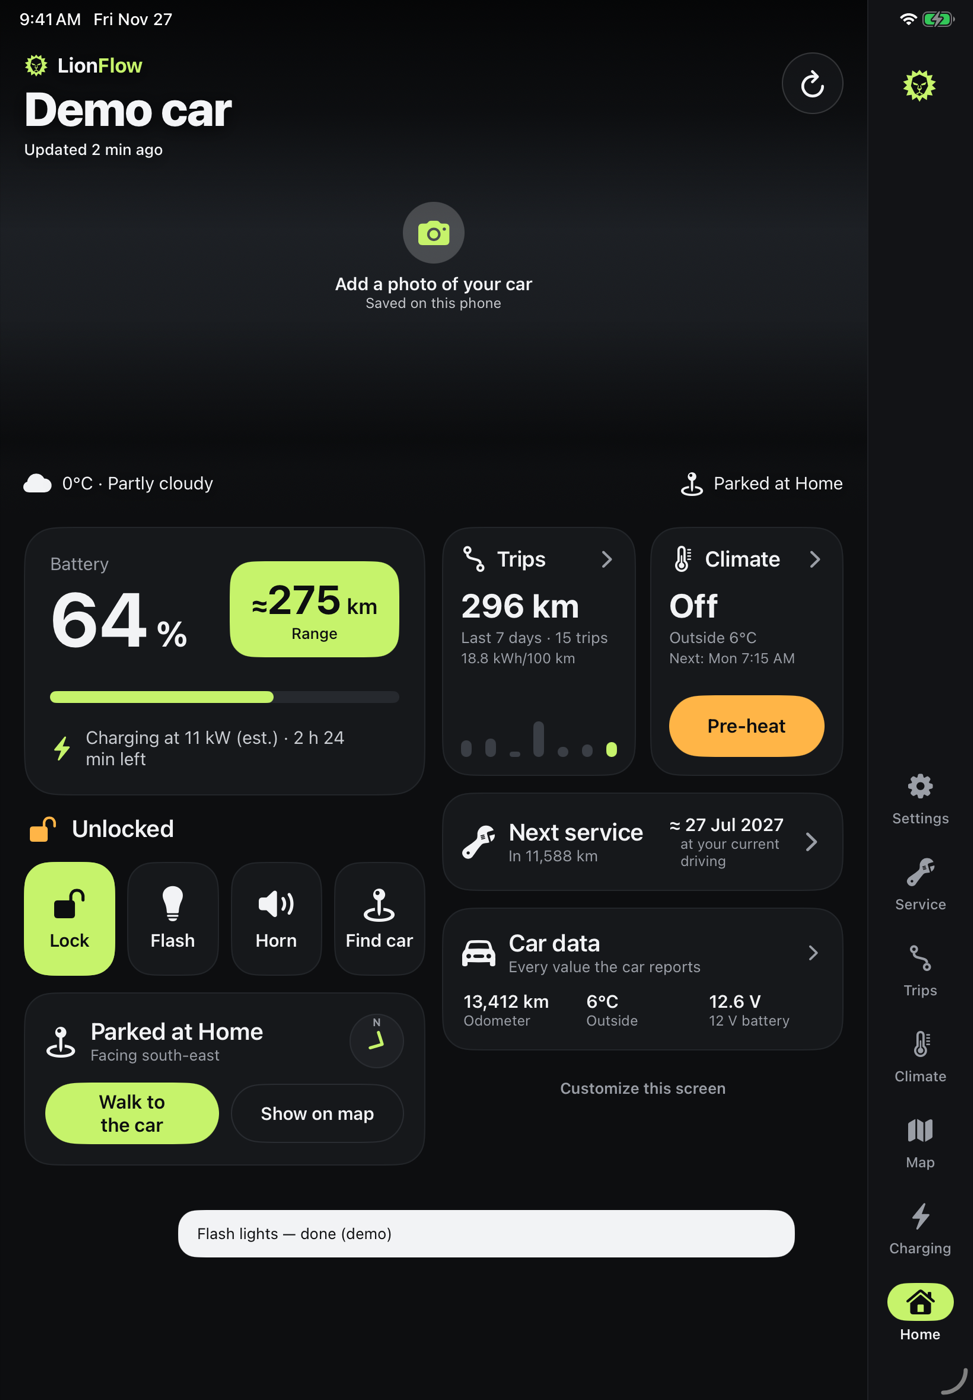 9:41 AM Fri Nov 27
LionFlow
Demo car
Updated 2 min ago
Add a photo of your car
Saved on this phone
0°C · Partly cloudy
Parked at Home
Battery
64 %
≈275 km
Range
Charging at 11 kW (est.) · 2 h 24
min left
Trips
296 km
Last 7 days · 15 trips
18.8 kWh/100 km
Climate
Off
Outside 6°C
Next: Mon 7:15 AM
Pre-heat
Unlocked
Lock
Flash
Horn
Find car
Next service
In 11,588 km
≈ 27 Jul 2027
at your current
driving
Car data
Every value the car reports
13,412 km
Odometer
6°C
Outside
12.6 V
12 V battery
Parked at Home
Facing south-east
N
Walk to
the car
Show on map
Customize this screen
Flash lights — done (demo)
Settings
Service
Trips
Climate
Map
Charging
Home